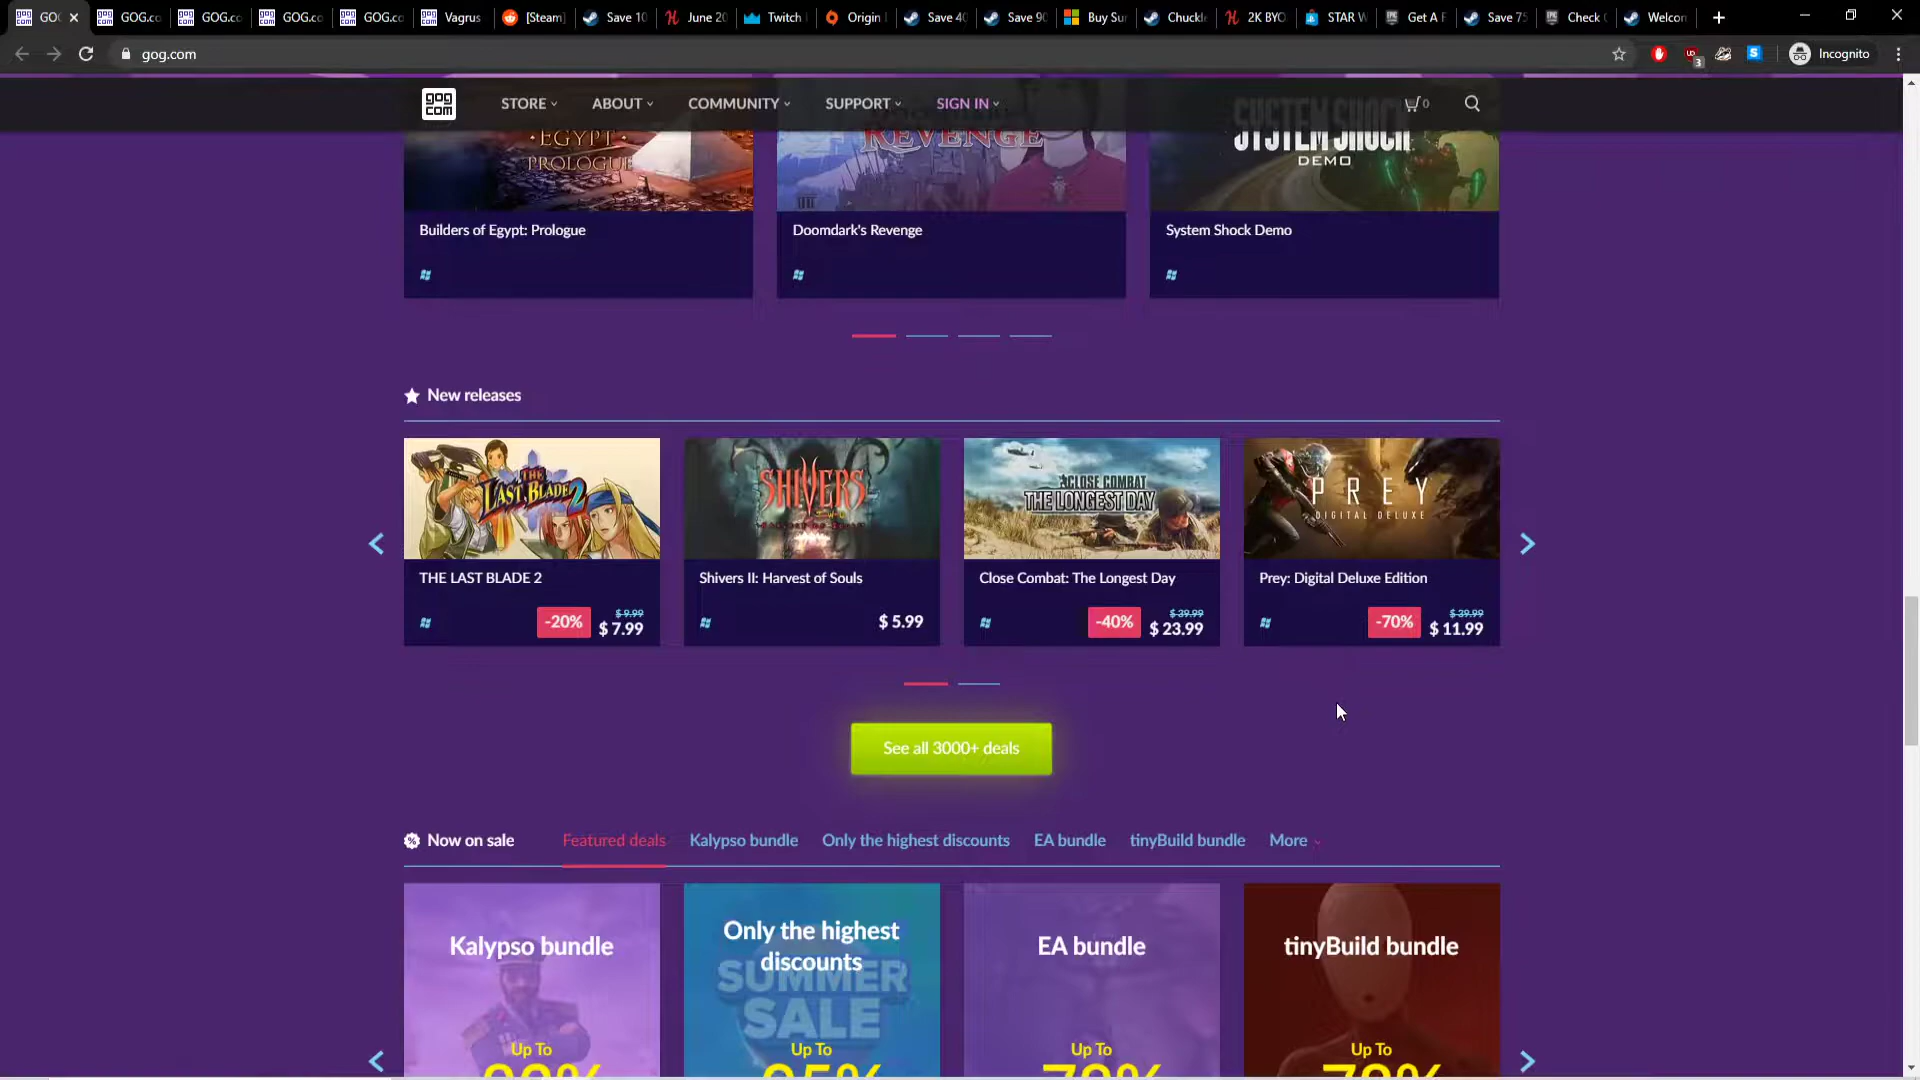 GO
GOG.co
GOG.co
GOG.co
GOG.co
Vagrus
[Steam]
Save 10
June 20
Twitch
Origin
Save 40
Save 90
Buy Sur
Chuckl
2K BYO
STAR W
Get A F
Save 75
Check
Welcom
gog.com
3
Incognito
gog
com
STORE
ABOUT
COMMUNITY
SUPPORT
SIGN IN
0
EGYPT
PROLOGUE
REVENGE
SYSTEM SHOCK
DEMO
Builders of Egypt: Prologue
Doomdark's Revenge
System Shock Demo
New releases
THE
LAST BLADE 2
SHIVERS
CLOSE COMBAT
THE LONGEST DAY
PREY
DIGITAL DELUXE
THE LAST BLADE 2
Shivers II: Harvest of Souls
Close Combat: The Longest Day
Prey: Digital Deluxe Edition
-20%
$ 9.99
$ 7.99
$ 5.99
-40%
$ 39.99
$ 23.99
-70%
$ 39.99
$ 11.99
See all 3000+ deals
Now on sale
Featured deals
Kalypso bundle
Only the highest discounts
EA bundle
tinyBuild bundle
More
Kalypso bundle
Only the highest
discounts
SUMMER
SALE
EA bundle
tinyBuild bundle
Up To
Up To
Up To
Up To